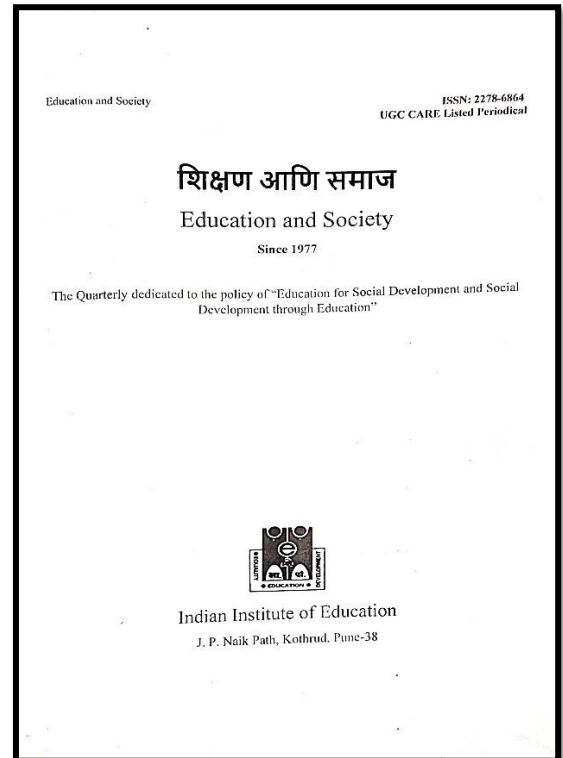 Education and Society
ISSN: 2278-6864
UGC CARE Listed Periodical
शिक्षण आणि समाज
Education and Society
Since 1977
The Quarterly dedicated to the policy of "Education for Social Development and Social
Development through Education"
e
EDUCATION
DEVELOPMENT
Indian Institute of Education
J. P. Naik Path, Kothrud, Pune-38